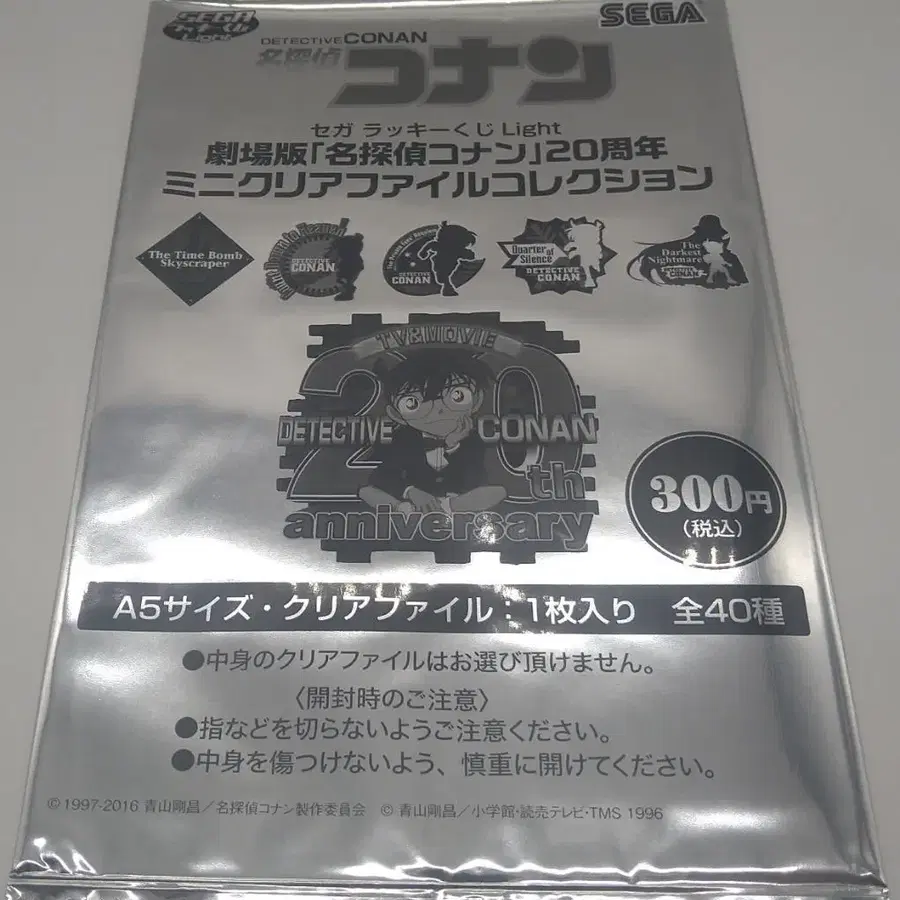 SEGA
ラッキーくじ
Light
SEGA
DETECTIVE CONAN
名探偵
コナン
セガ ラッキーくじ Light
劇場版「名探偵コナン」20周年
ミニクリアファイルコレクション
The Time Bomb
Skyscraper
DETECTIVE
CONAN
DETECTIVE
CONAN
Quarter of
Silence
DETECTIVE
CONAN
The
Darkest
Nightmare
TV&MOVIE
20th
DETECTIVE CONAN
anniversary
300円
(税込)
A5サイズ・クリアファイル：1枚入り 全40種
●中身のクリアファイルはお選び頂けません。
〈開封時のご注意〉
●指などを切らないようご注意ください。
●中身を傷つけないよう、慎重に開けてください。
©1997-2016 青山剛昌／名探偵コナン製作委員会 © 青山剛昌／小学館・読売テレビ・TMS 1996